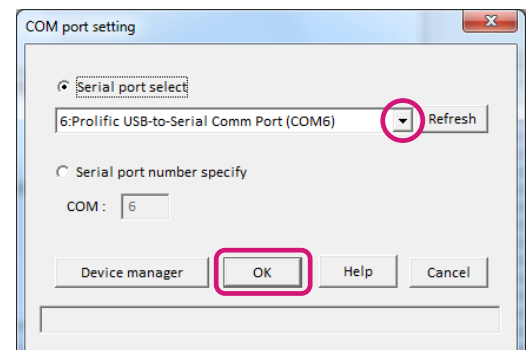 COM port setting
Serial port select
6:Prolific USB-to-Serial Comm Port (COM6) Refresh
Serial port number specify
COM : 6
Device manager OK Help Cancel